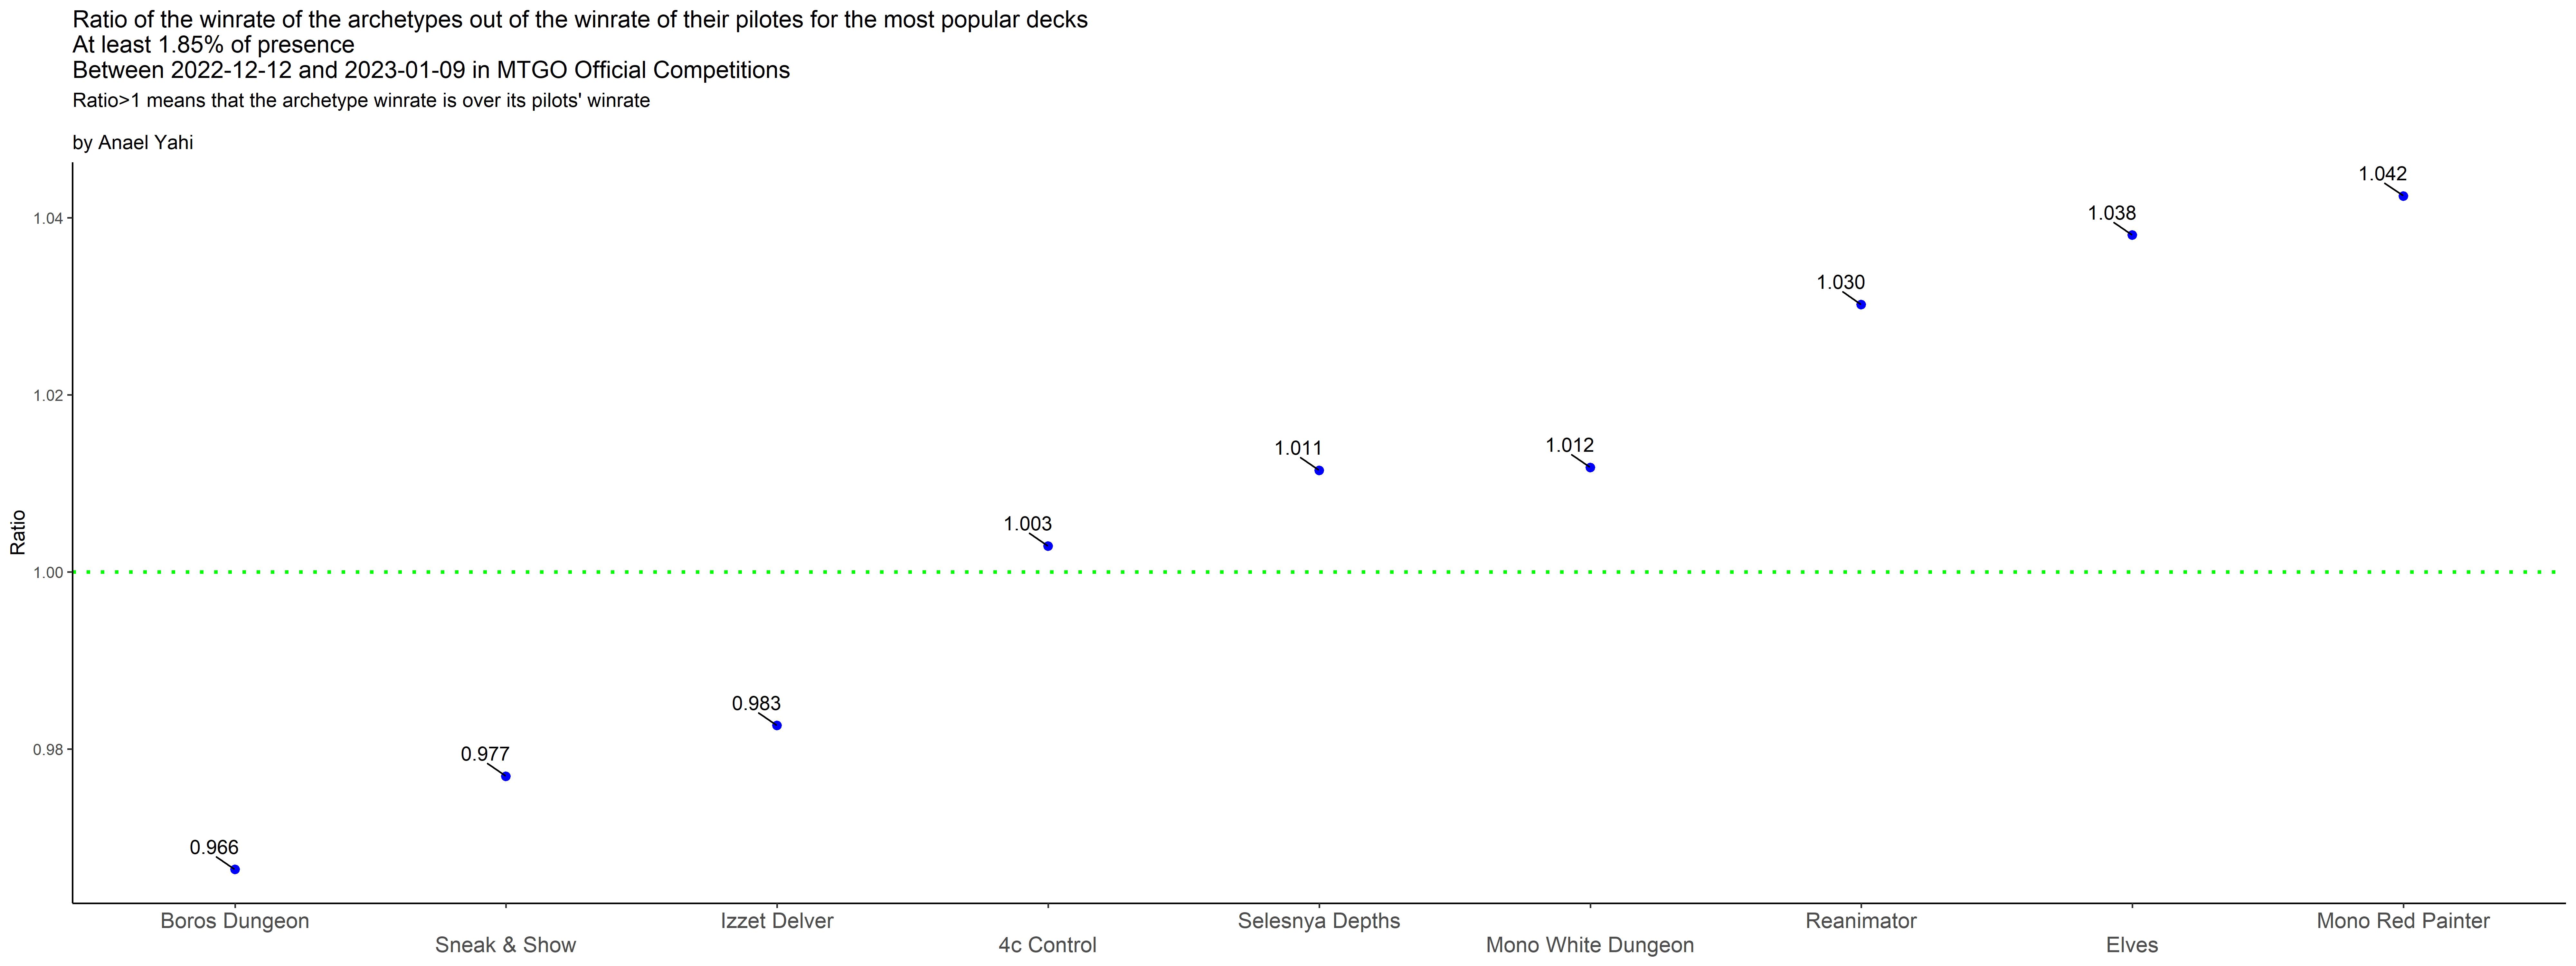 Ratio of the winrate of the archetypes out of the winrate of their pilotes for the most popular decks
At least 1.85% of presence
Between 2022-12-12 and 2023-01-09 in MTGO Official Competitions
Ratio>1 means that the archetype winrate is over its pilots' winrate
by Anael Yahi
Ratio
1.04
1.02
1.00
0.98
0.966
0.977
0.983
1.003
1.011
1.012
1.030
1.038
1.042
Boros Dungeon
Sneak & Show
Izzet Delver
4c Control
Selesnya Depths
Mono White Dungeon
Reanimator
Elves
Mono Red Painter